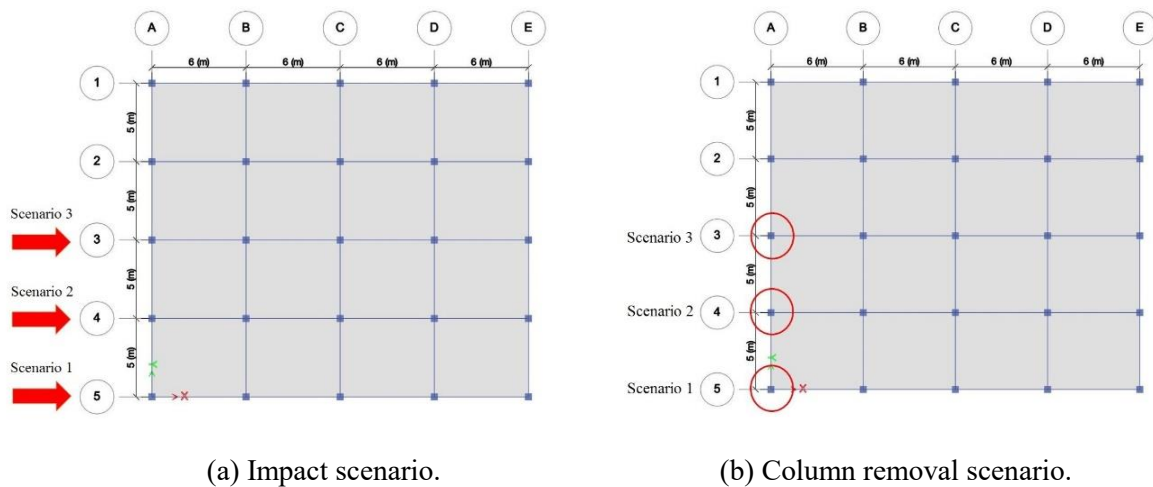 A B C D E
6 (m) 6 (m) 6 (m) 6 (m)
1
5 (m)
2
5 (m)
Scenario 3
3
5 (m)
Scenario 2
4
5 (m)
Scenario 1
Y
5
X
(a) Impact scenario.
A B C D E
6 (m) 6 (m) 6 (m) 6 (m)
1
5 (m)
2
5 (m)
Scenario 3 3
5 (m)
Scenario 2 4
5 (m)
Y
Scenario 1 5 X
(b) Column removal scenario.